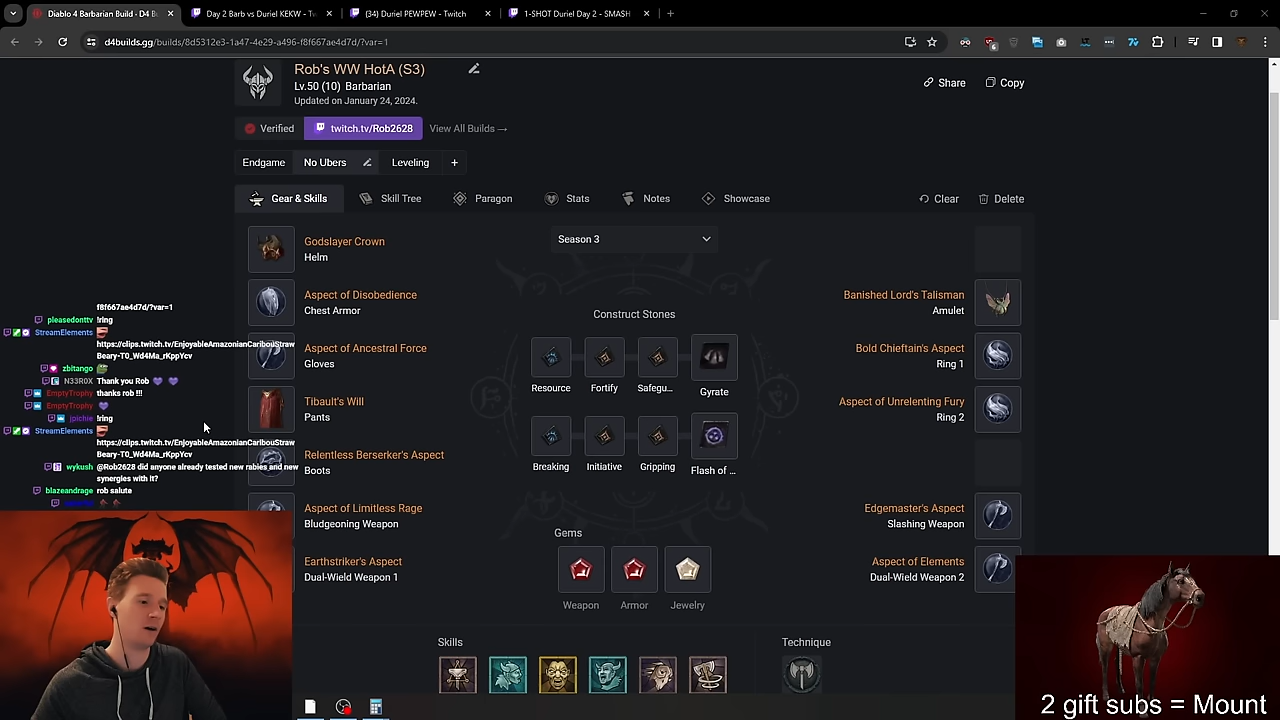 Diablo 4 Barbarian Build - D4 B
Day 2 Barb vs Duriel KEKW - Tw
(34) Duriel PEWPEW - Twitch
1-SHOT Duriel Day 2 - SMASH
d4builds.gg/builds/8d5312e3-1a47-4e29-a496-f8f667ae4d7d/?var=1
Rob's WW HotA (S3)
Lv.50 (10) Barbarian
Updated on January 24, 2024.
Share
Copy
Verified
twitch.tv/Rob2628
View All Builds →
Endgame
No Ubers
Leveling
+
Gear & Skills
Skill Tree
Paragon
Stats
Notes
Showcase
Clear
Delete
Season 3
Godslayer Crown
Helm
Aspect of Disobedience
Chest Armor
Aspect of Ancestral Force
Gloves
Tibault's Will
Pants
Relentless Berserker's Aspect
Boots
Aspect of Limitless Rage
Bludgeoning Weapon
Earthstriker's Aspect
Dual-Wield Weapon 1
Construct Stones
Resource
Fortify
Safegu...
Gyrate
Breaking
Initiative
Gripping
Flash of ...
Gems
Weapon
Armor
Jewelry
Banished Lord's Talisman
Amulet
Bold Chieftain's Aspect
Ring 1
Aspect of Unrelenting Fury
Ring 2
Edgemaster's Aspect
Slashing Weapon
Aspect of Elements
Dual-Wield Weapon 2
Skills
Technique
f8f667ae4d7d/?var=1
pleasedonttv !ring
StreamElements
https://clips.twitch.tv/EnjoyableAmazonianCaribouStraw
Beary-T0_Wd4Ma_rKppYcv
zbitango
N33R0X Thank you Rob
EmptyTrophy thanks rob !!!
EmptyTrophy
jpichie !ring
StreamElements
https://clips.twitch.tv/EnjoyableAmazonianCaribouStraw
Beary-T0_Wd4Ma_rKppYcv
wykush @Rob2628 did anyone already tested new rabies and new
synergies with it?
blazeandrage rob salute
2 gift subs = Mount